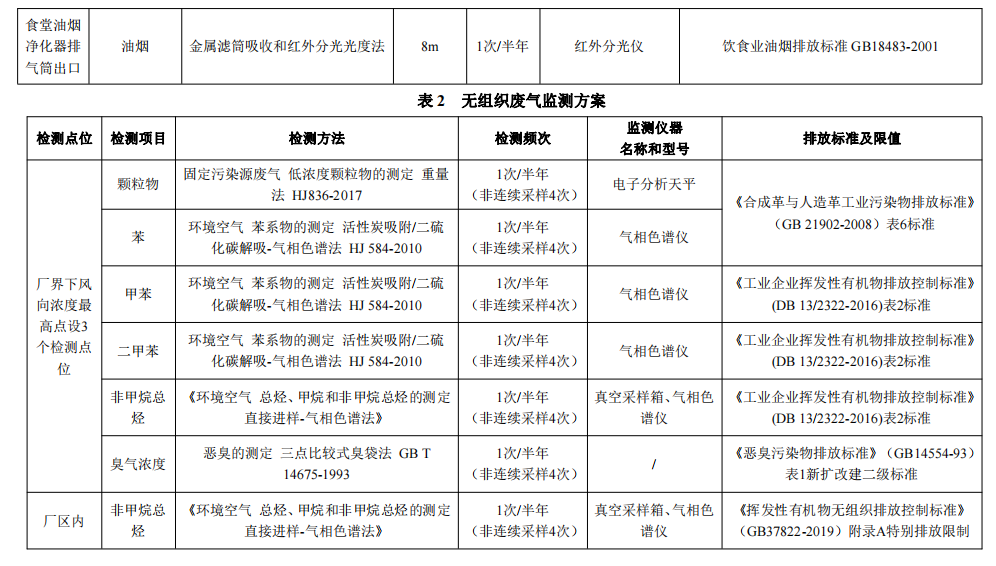 食堂油烟
净化器排
气筒出口
油烟
金属滤筒吸收和红外分光光度法
8m
1次/半年
红外分光仪
饮食业油烟排放标准 GB18483-2001
表 2 无组织废气监测方案
检测点位
检测项目
检测方法
检测频次
监测仪器
名称和型号
排放标准及限值
厂界下风
向浓度最
高点设3
个检测点
位
颗粒物
固定污染源废气 低浓度颗粒物的测定 重量
法 HJ836-2017
1次/半年
(非连续采样4次)
电子分析天平
《合成革与人造革工业污染物排放标准》
（GB 21902-2008）表6标准
苯
环境空气 苯系物的测定 活性炭吸附/二硫
化碳解吸-气相色谱法 HJ 584-2010
1次/半年
(非连续采样4次)
气相色谱仪
甲苯
环境空气 苯系物的测定 活性炭吸附/二硫
化碳解吸-气相色谱法 HJ 584-2010
1次/半年
(非连续采样4次)
气相色谱仪
《工业企业挥发性有机物排放控制标准》
(DB 13/2322-2016)表2标准
二甲苯
环境空气 苯系物的测定 活性炭吸附/二硫
化碳解吸-气相色谱法 HJ 584-2010
1次/半年
(非连续采样4次)
气相色谱仪
《工业企业挥发性有机物排放控制标准》
(DB 13/2322-2016)表2标准
非甲烷总
烃
《环境空气 总烃、甲烷和非甲烷总烃的测定
直接进样-气相色谱法》
1次/半年
(非连续采样4次)
真空采样箱、气相色
谱仪
《工业企业挥发性有机物排放控制标准》
(DB 13/2322-2016)表2标准
臭气浓度
恶臭的测定 三点比较式臭袋法 GB T
14675-1993
1次/半年
(非连续采样4次)
/
《恶臭污染物排放标准》（GB14554-93）
表1新扩改建二级标准
厂区内
非甲烷总
烃
《环境空气 总烃、甲烷和非甲烷总烃的测定
直接进样-气相色谱法》
1次/半年
(非连续采样4次)
真空采样箱、气相色
谱仪
《挥发性有机物无组织排放控制标准》
（GB37822-2019）附录A特别排放限制